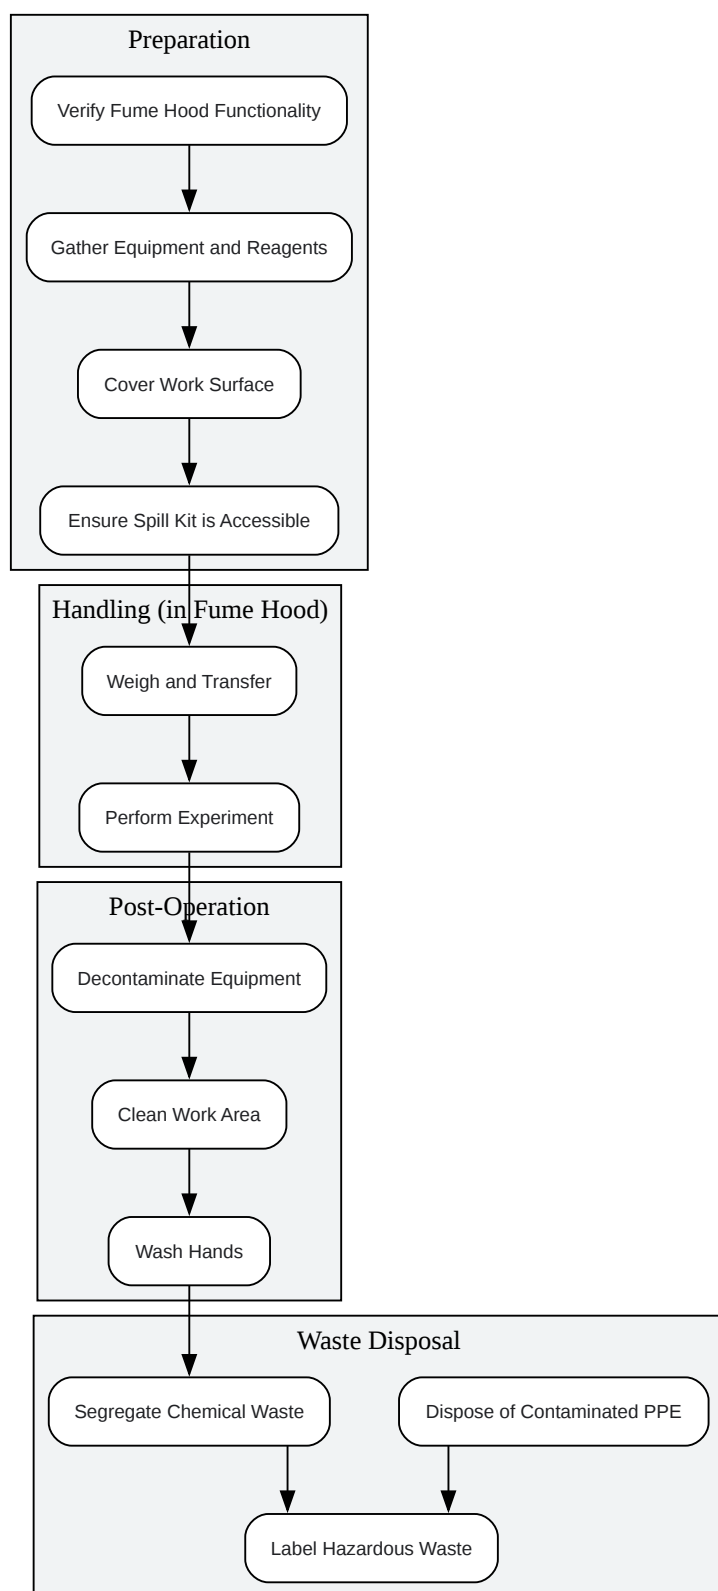 Preparation
Verify Fume Hood Functionality
Gather Equipment and Reagents
Cover Work Surface
Ensure Spill Kit is Accessible
Handling (in Fume Hood)
Weigh and Transfer
Perform Experiment
Post-Operation
Decontaminate Equipment
Clean Work Area
Wash Hands
Waste Disposal
Segregate Chemical Waste
Dispose of Contaminated PPE
Label Hazardous Waste